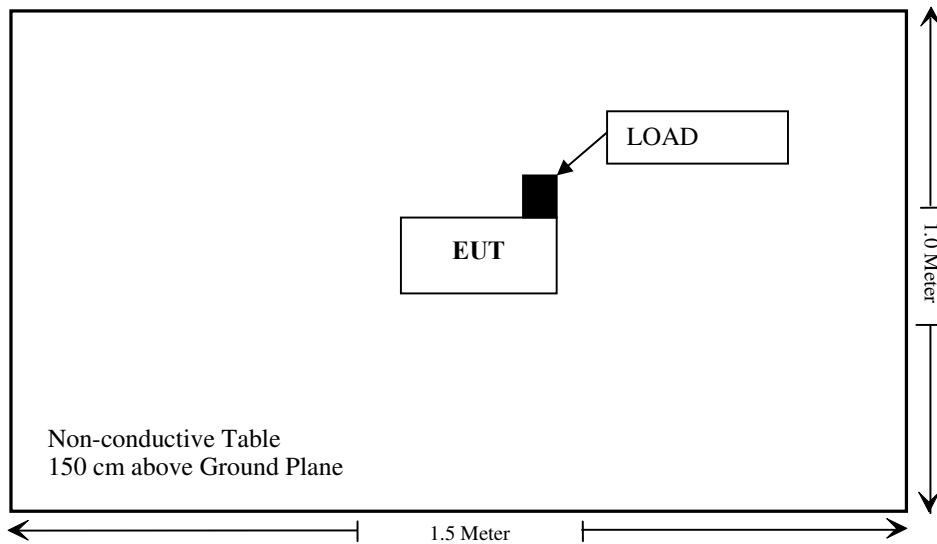 LOAD
EUT
1.0 Meter
Non-conductive Table
150 cm above Ground Plane
1.5 Meter